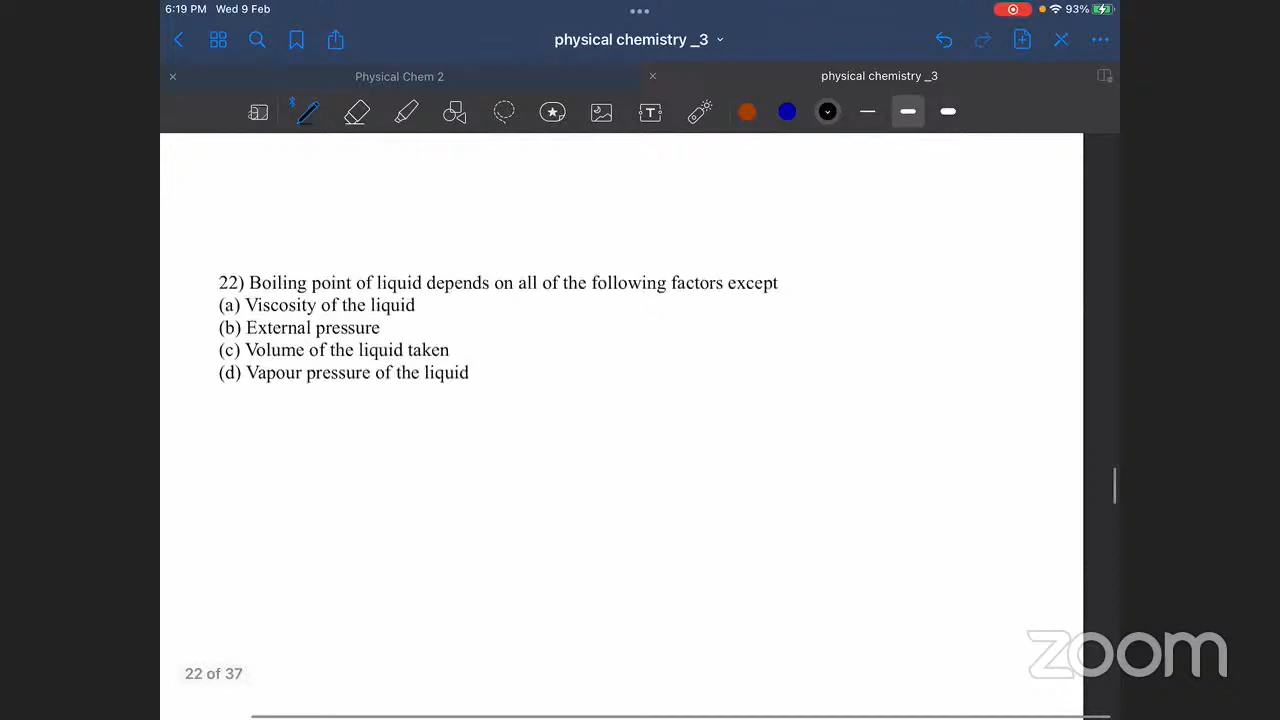 6:19 PM Wed 9 Feb
93%
physical chemistry _3
Physical Chem 2
physical chemistry _3
T
22) Boiling point of liquid depends on all of the following factors except
(a) Viscosity of the liquid
(b) External pressure
(c) Volume of the liquid taken
(d) Vapour pressure of the liquid
22 of 37
zoom